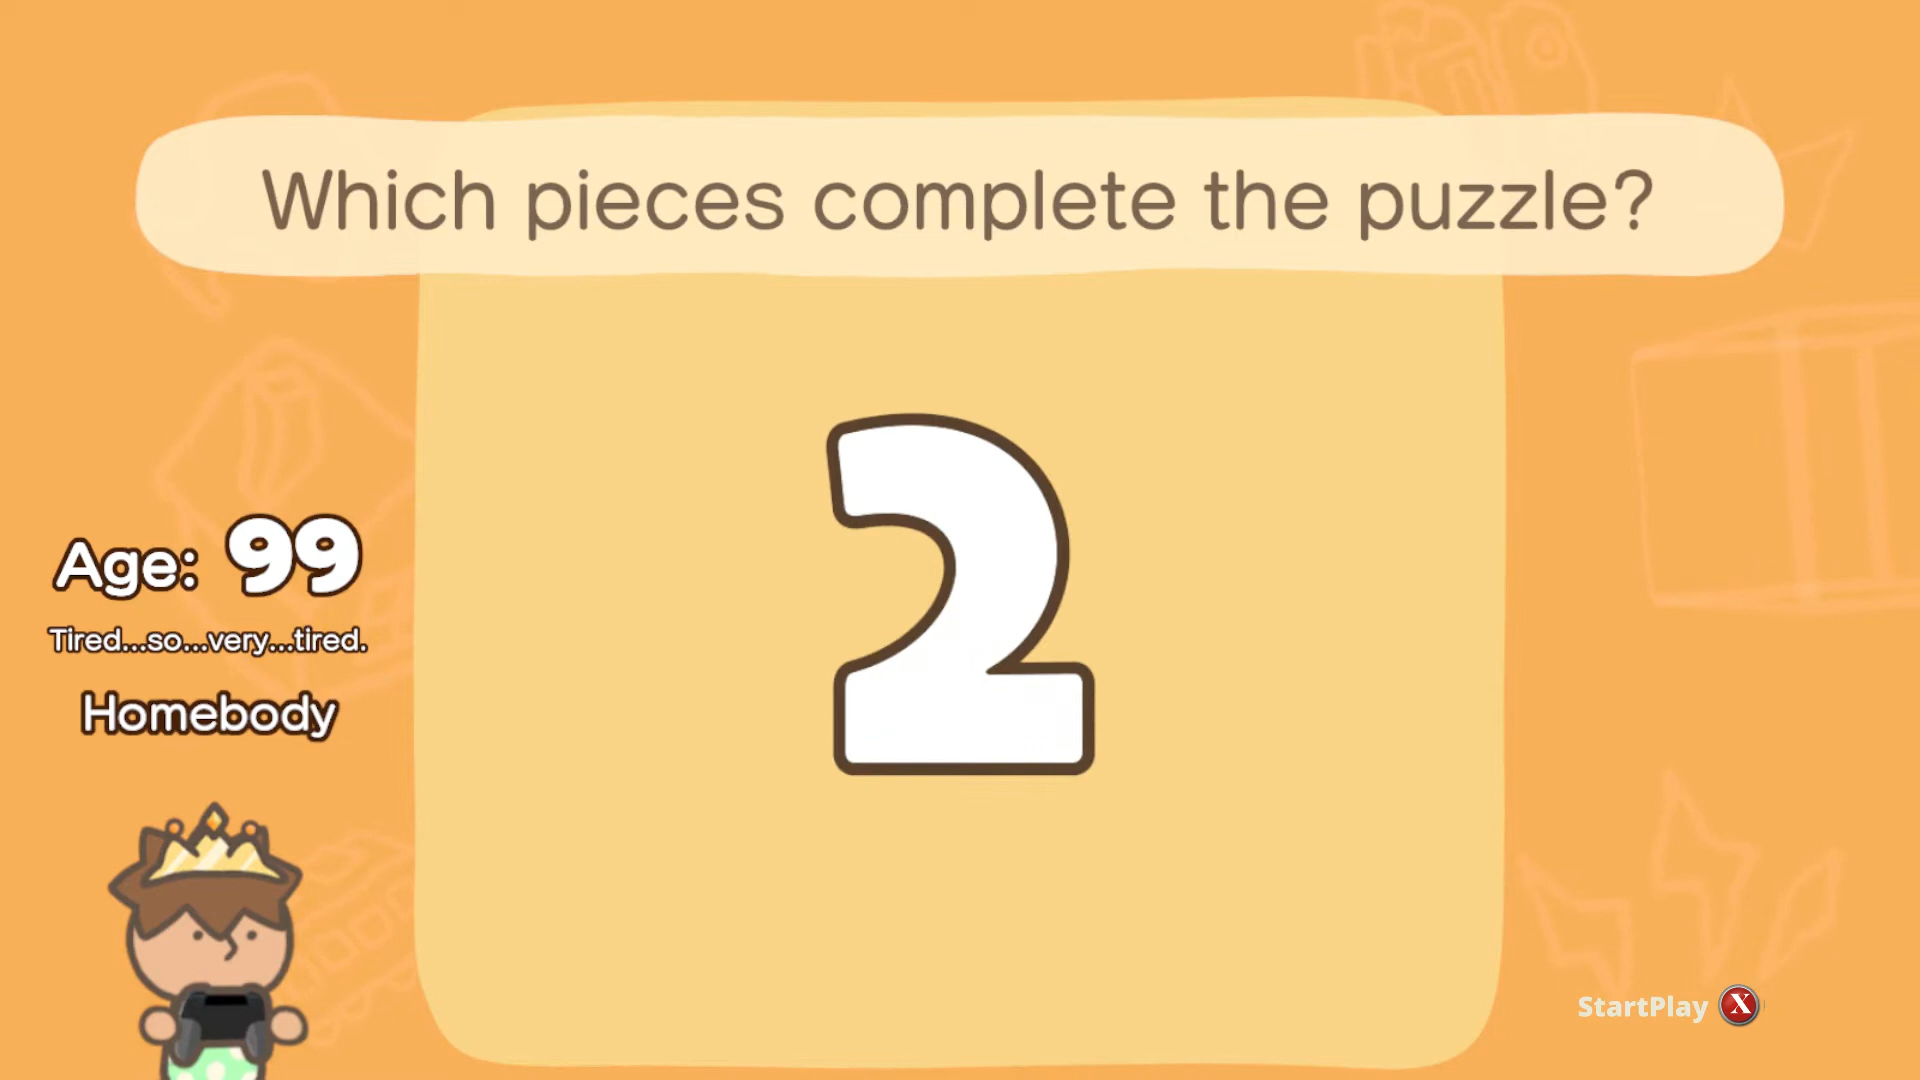 Which pieces complete the puzzle?
2
Age: 99
Tired...so...very...tired.
Homebody
StartPlay X